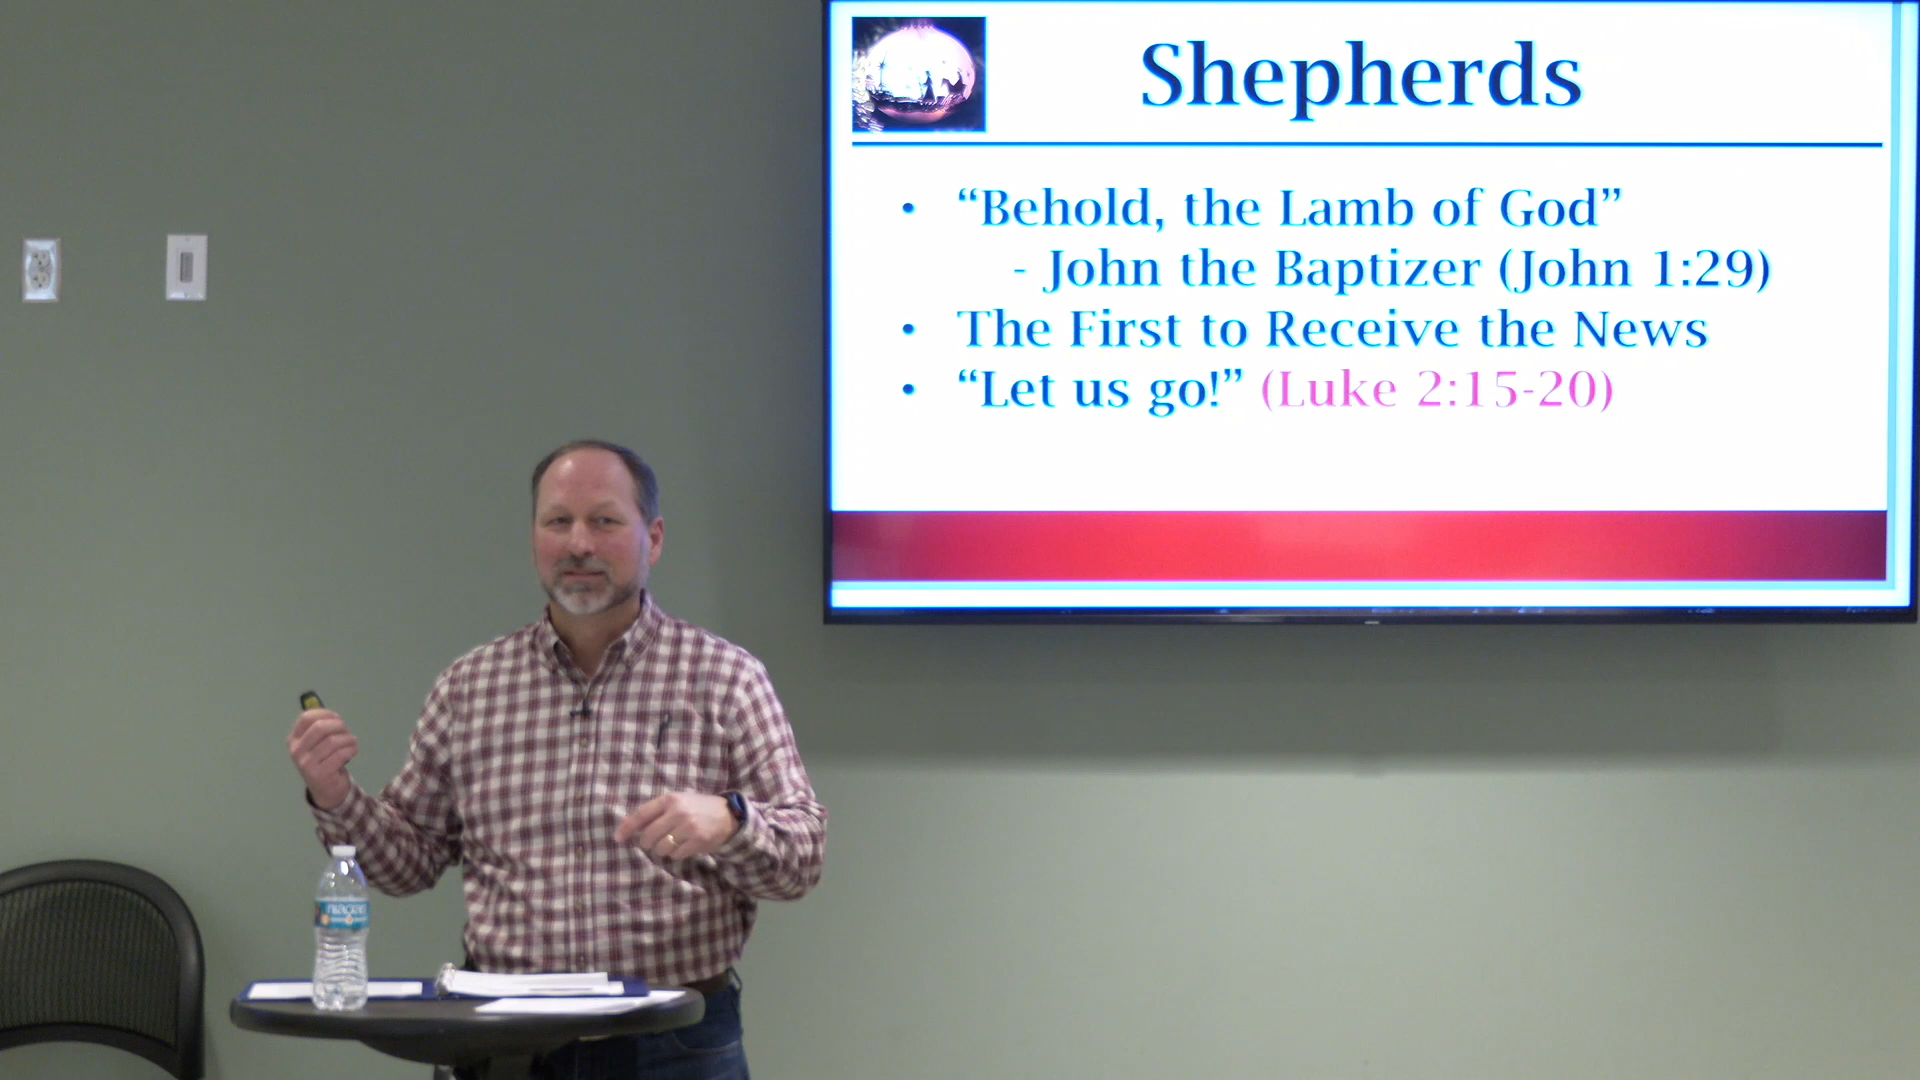 Shepherds
• “Behold, the Lamb of God”
- John the Baptizer (John 1:29)
• The First to Receive the News
• “Let us go!” (Luke 2:15-20)
NIAGARA